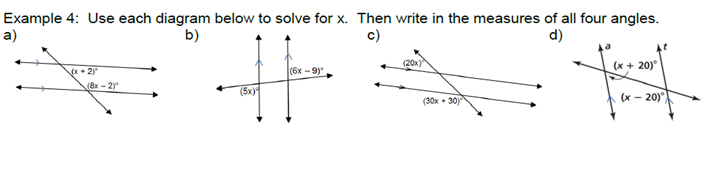 Example 4: Use each diagram below to solve for x. Then write in the measures of all four angles.
a) b) c) d)
(x + 2)°
(8x – 2)°
(6x – 9)°
(5x)°
(20x)°
(30x + 30)°
a t
(x + 20)°
(x – 20)°